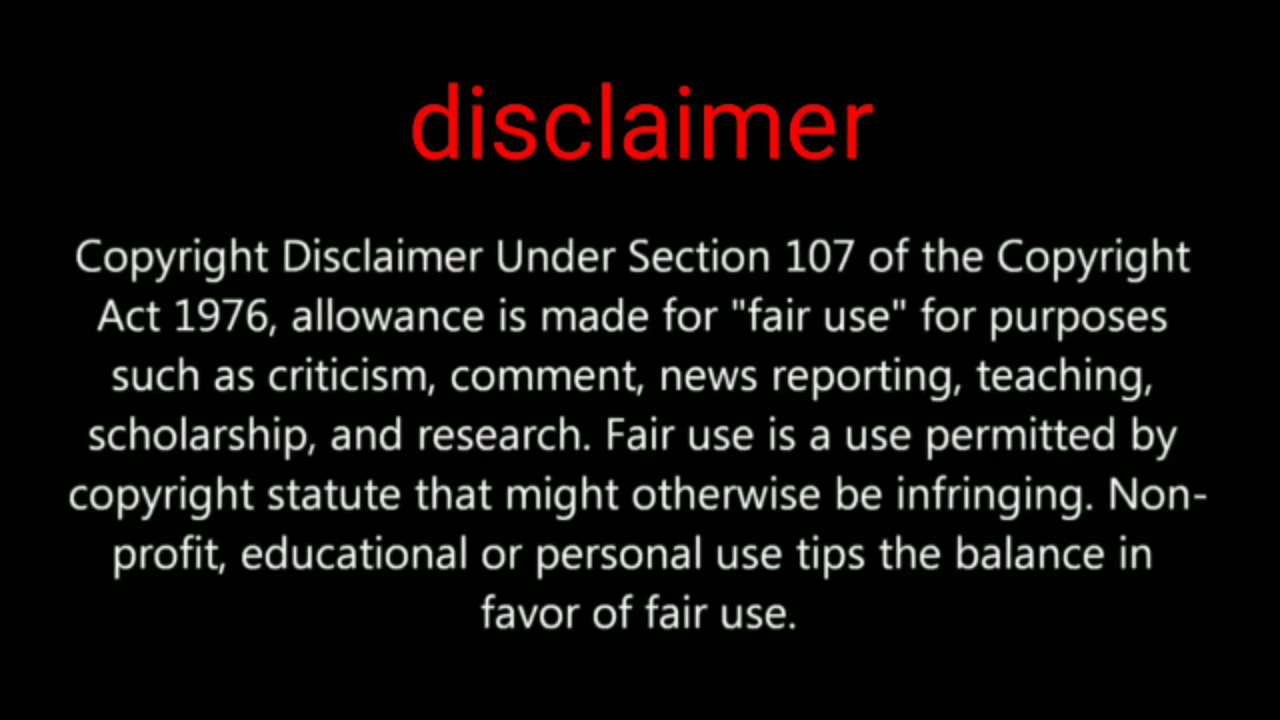 disclaimer
Copyright Disclaimer Under Section 107 of the Copyright
Act 1976, allowance is made for "fair use" for purposes
such as criticism, comment, news reporting, teaching,
scholarship, and research. Fair use is a use permitted by
copyright statute that might otherwise be infringing. Non-
profit, educational or personal use tips the balance in
favor of fair use.